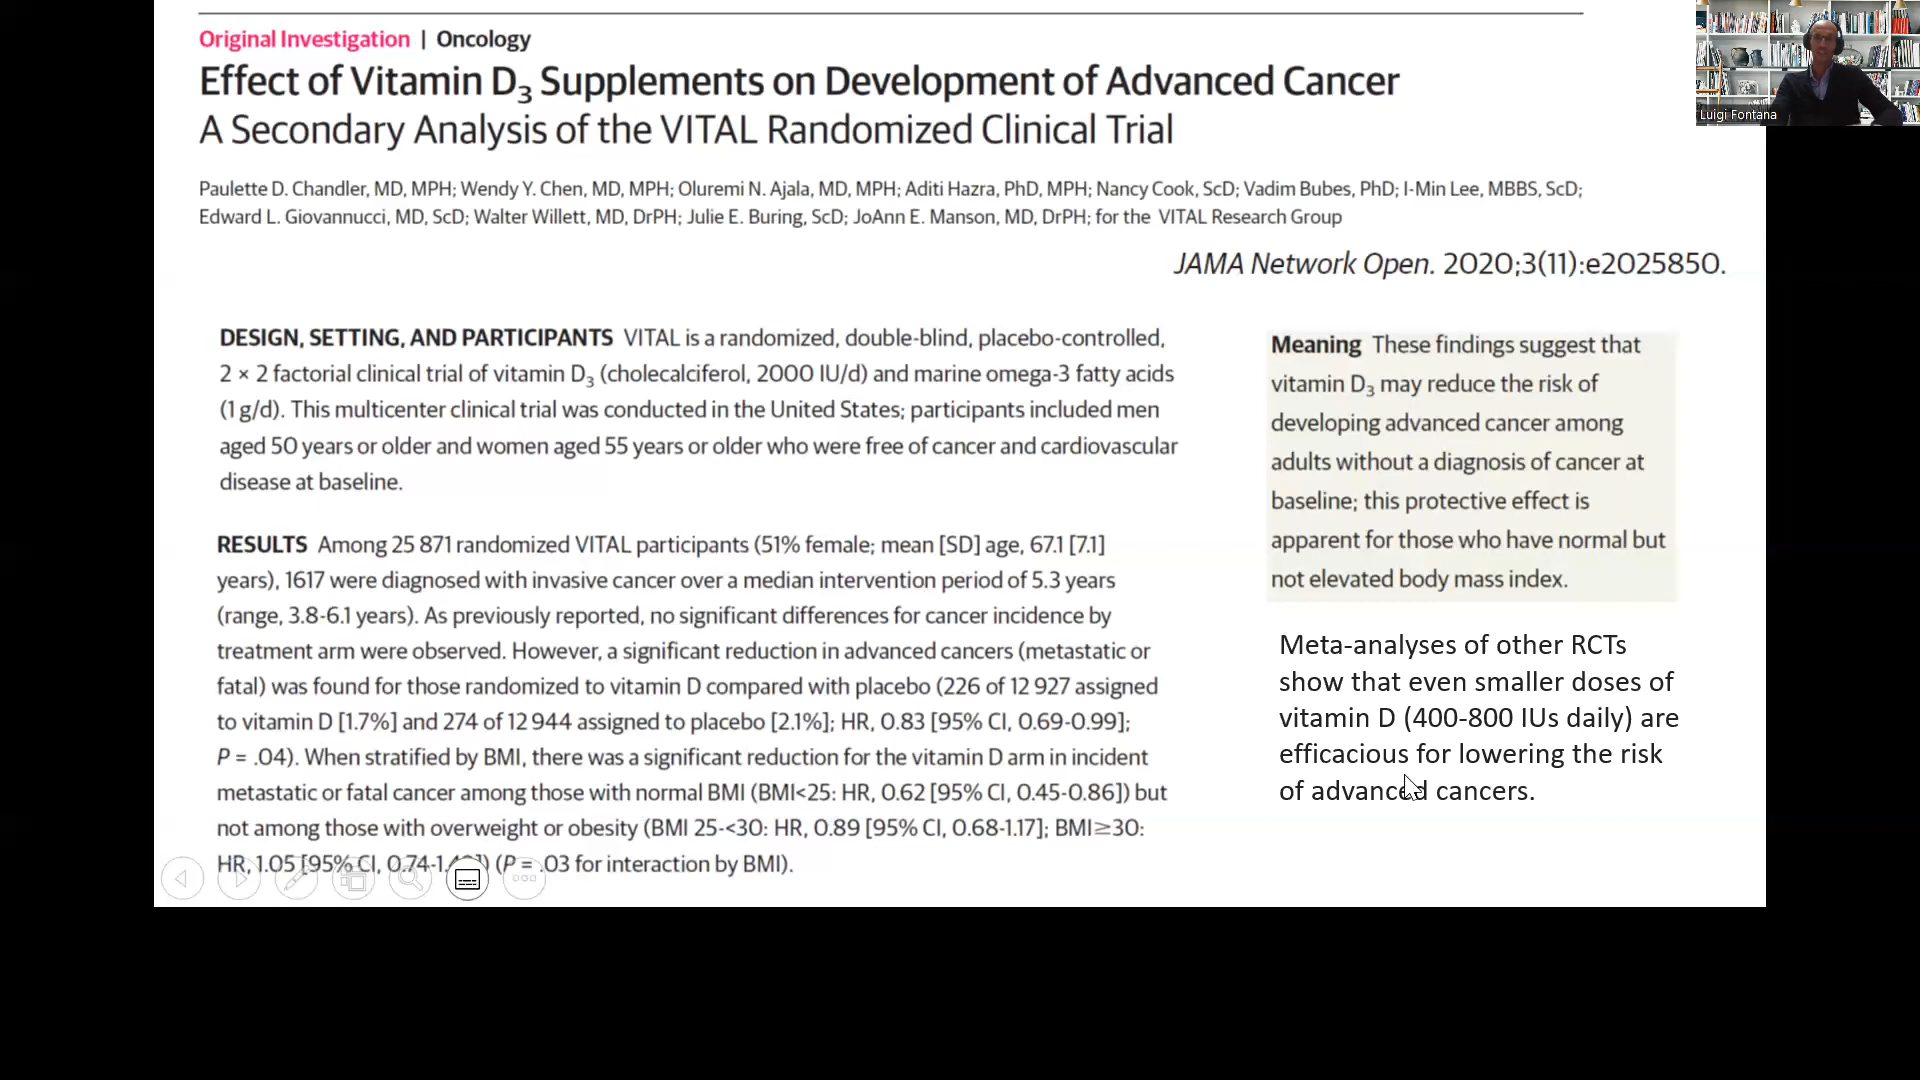 Original Investigation | Oncology
Effect of Vitamin D3 Supplements on Development of Advanced Cancer
A Secondary Analysis of the VITAL Randomized Clinical Trial
Paulette D. Chandler, MD, MPH; Wendy Y. Chen, MD, MPH; Oluremi N. Ajala, MD, MPH; Aditi Hazra, PhD, MPH; Nancy Cook, ScD; Vadim Bubes, PhD; I-Min Lee, MBBS, ScD;
Edward L. Giovannucci, MD, ScD; Walter Willett, MD, DrPH; Julie E. Buring, ScD; JoAnn E. Manson, MD, DrPH; for the VITAL Research Group
JAMA Network Open. 2020;3(11):e2025850.
DESIGN, SETTING, AND PARTICIPANTS VITAL is a randomized, double-blind, placebo-controlled,
2 × 2 factorial clinical trial of vitamin D3 (cholecalciferol, 2000 IU/d) and marine omega-3 fatty acids
(1 g/d). This multicenter clinical trial was conducted in the United States; participants included men
aged 50 years or older and women aged 55 years or older who were free of cancer and cardiovascular
disease at baseline.
RESULTS Among 25 871 randomized VITAL participants (51% female; mean [SD] age, 67.1 [7.1]
years), 1617 were diagnosed with invasive cancer over a median intervention period of 5.3 years
(range, 3.8-6.1 years). As previously reported, no significant differences for cancer incidence by
treatment arm were observed. However, a significant reduction in advanced cancers (metastatic or
fatal) was found for those randomized to vitamin D compared with placebo (226 of 12 927 assigned
to vitamin D [1.7%] and 274 of 12 944 assigned to placebo [2.1%]; HR, 0.83 [95% CI, 0.69-0.99];
P = .04). When stratified by BMI, there was a significant reduction for the vitamin D arm in incident
metastatic or fatal cancer among those with normal BMI (BMI<25: HR, 0.62 [95% CI, 0.45-0.86]) but
not among those with overweight or obesity (BMI 25-<30: HR, 0.89 [95% CI, 0.68-1.17]; BMI≥30:
HR, 1.05 [95% CI, (P = .03 for interaction by BMI).
Meaning These findings suggest that
vitamin D3 may reduce the risk of
developing advanced cancer among
adults without a diagnosis of cancer at
baseline; this protective effect is
apparent for those who have normal but
not elevated body mass index.
Meta-analyses of other RCTs
show that even smaller doses of
vitamin D (400-800 IUs daily) are
efficacious for lowering the risk
of advanced cancers.
Luigi Fontana